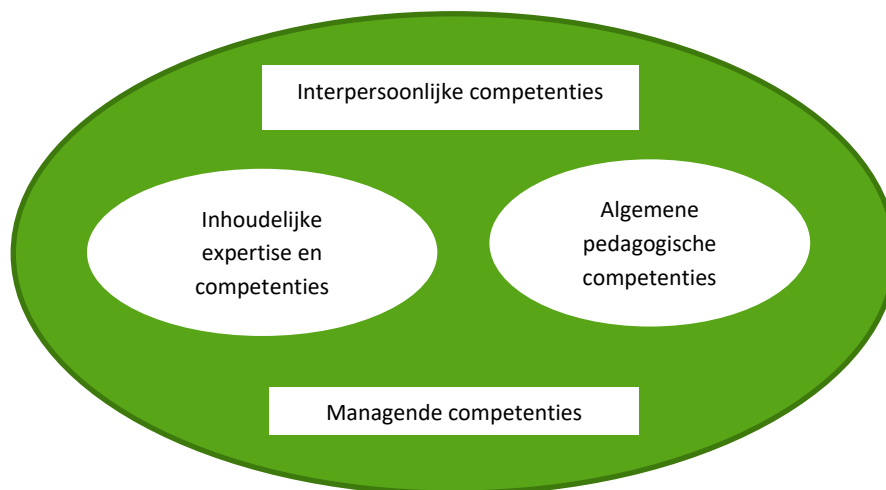 Interpersoonlijke competenties
Inhoudelijke
expertise en
competenties
Algemene
pedagogische
competenties
Managende competenties